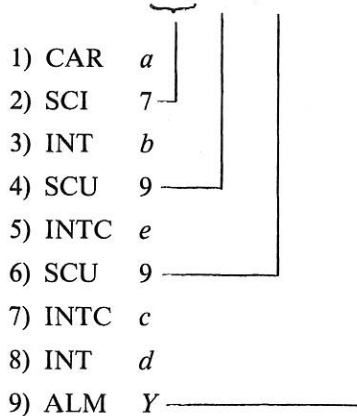 1) CAR a
2) SCI 7
3) INT b
4) SCU 9
5) INTC e
6) SCU 9
7) INTC c
8) INT d
9) ALM Y